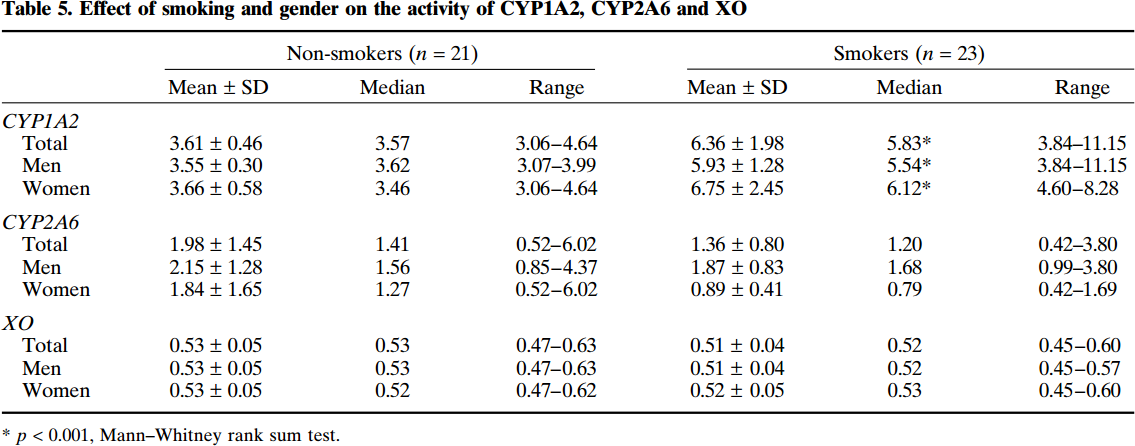 Table 5. Effect of smoking and gender on the activity of CYP1A2, CYP2A6 and XO
Non-smokers (n = 21) Smokers (n = 23)
Mean ± SD Median Range Mean ± SD Median Range
CYP1A2
Total 3.61 ± 0.46 3.57 3.06–4.64 6.36 ± 1.98 5.83* 3.84–11.15
Men 3.55 ± 0.30 3.62 3.07–3.99 5.93 ± 1.28 5.54* 3.84–11.15
Women 3.66 ± 0.58 3.46 3.06–4.64 6.75 ± 2.45 6.12* 4.60–8.28
CYP2A6
Total 1.98 ± 1.45 1.41 0.52–6.02 1.36 ± 0.80 1.20 0.42–3.80
Men 2.15 ± 1.28 1.56 0.85–4.37 1.87 ± 0.83 1.68 0.99–3.80
Women 1.84 ± 1.65 1.27 0.52–6.02 0.89 ± 0.41 0.79 0.42–1.69
XO
Total 0.53 ± 0.05 0.53 0.47–0.63 0.51 ± 0.04 0.52 0.45–0.60
Men 0.53 ± 0.05 0.53 0.47–0.63 0.51 ± 0.04 0.52 0.45–0.57
Women 0.53 ± 0.05 0.52 0.47–0.62 0.52 ± 0.05 0.53 0.45–0.60
* p < 0.001, Mann–Whitney rank sum test.